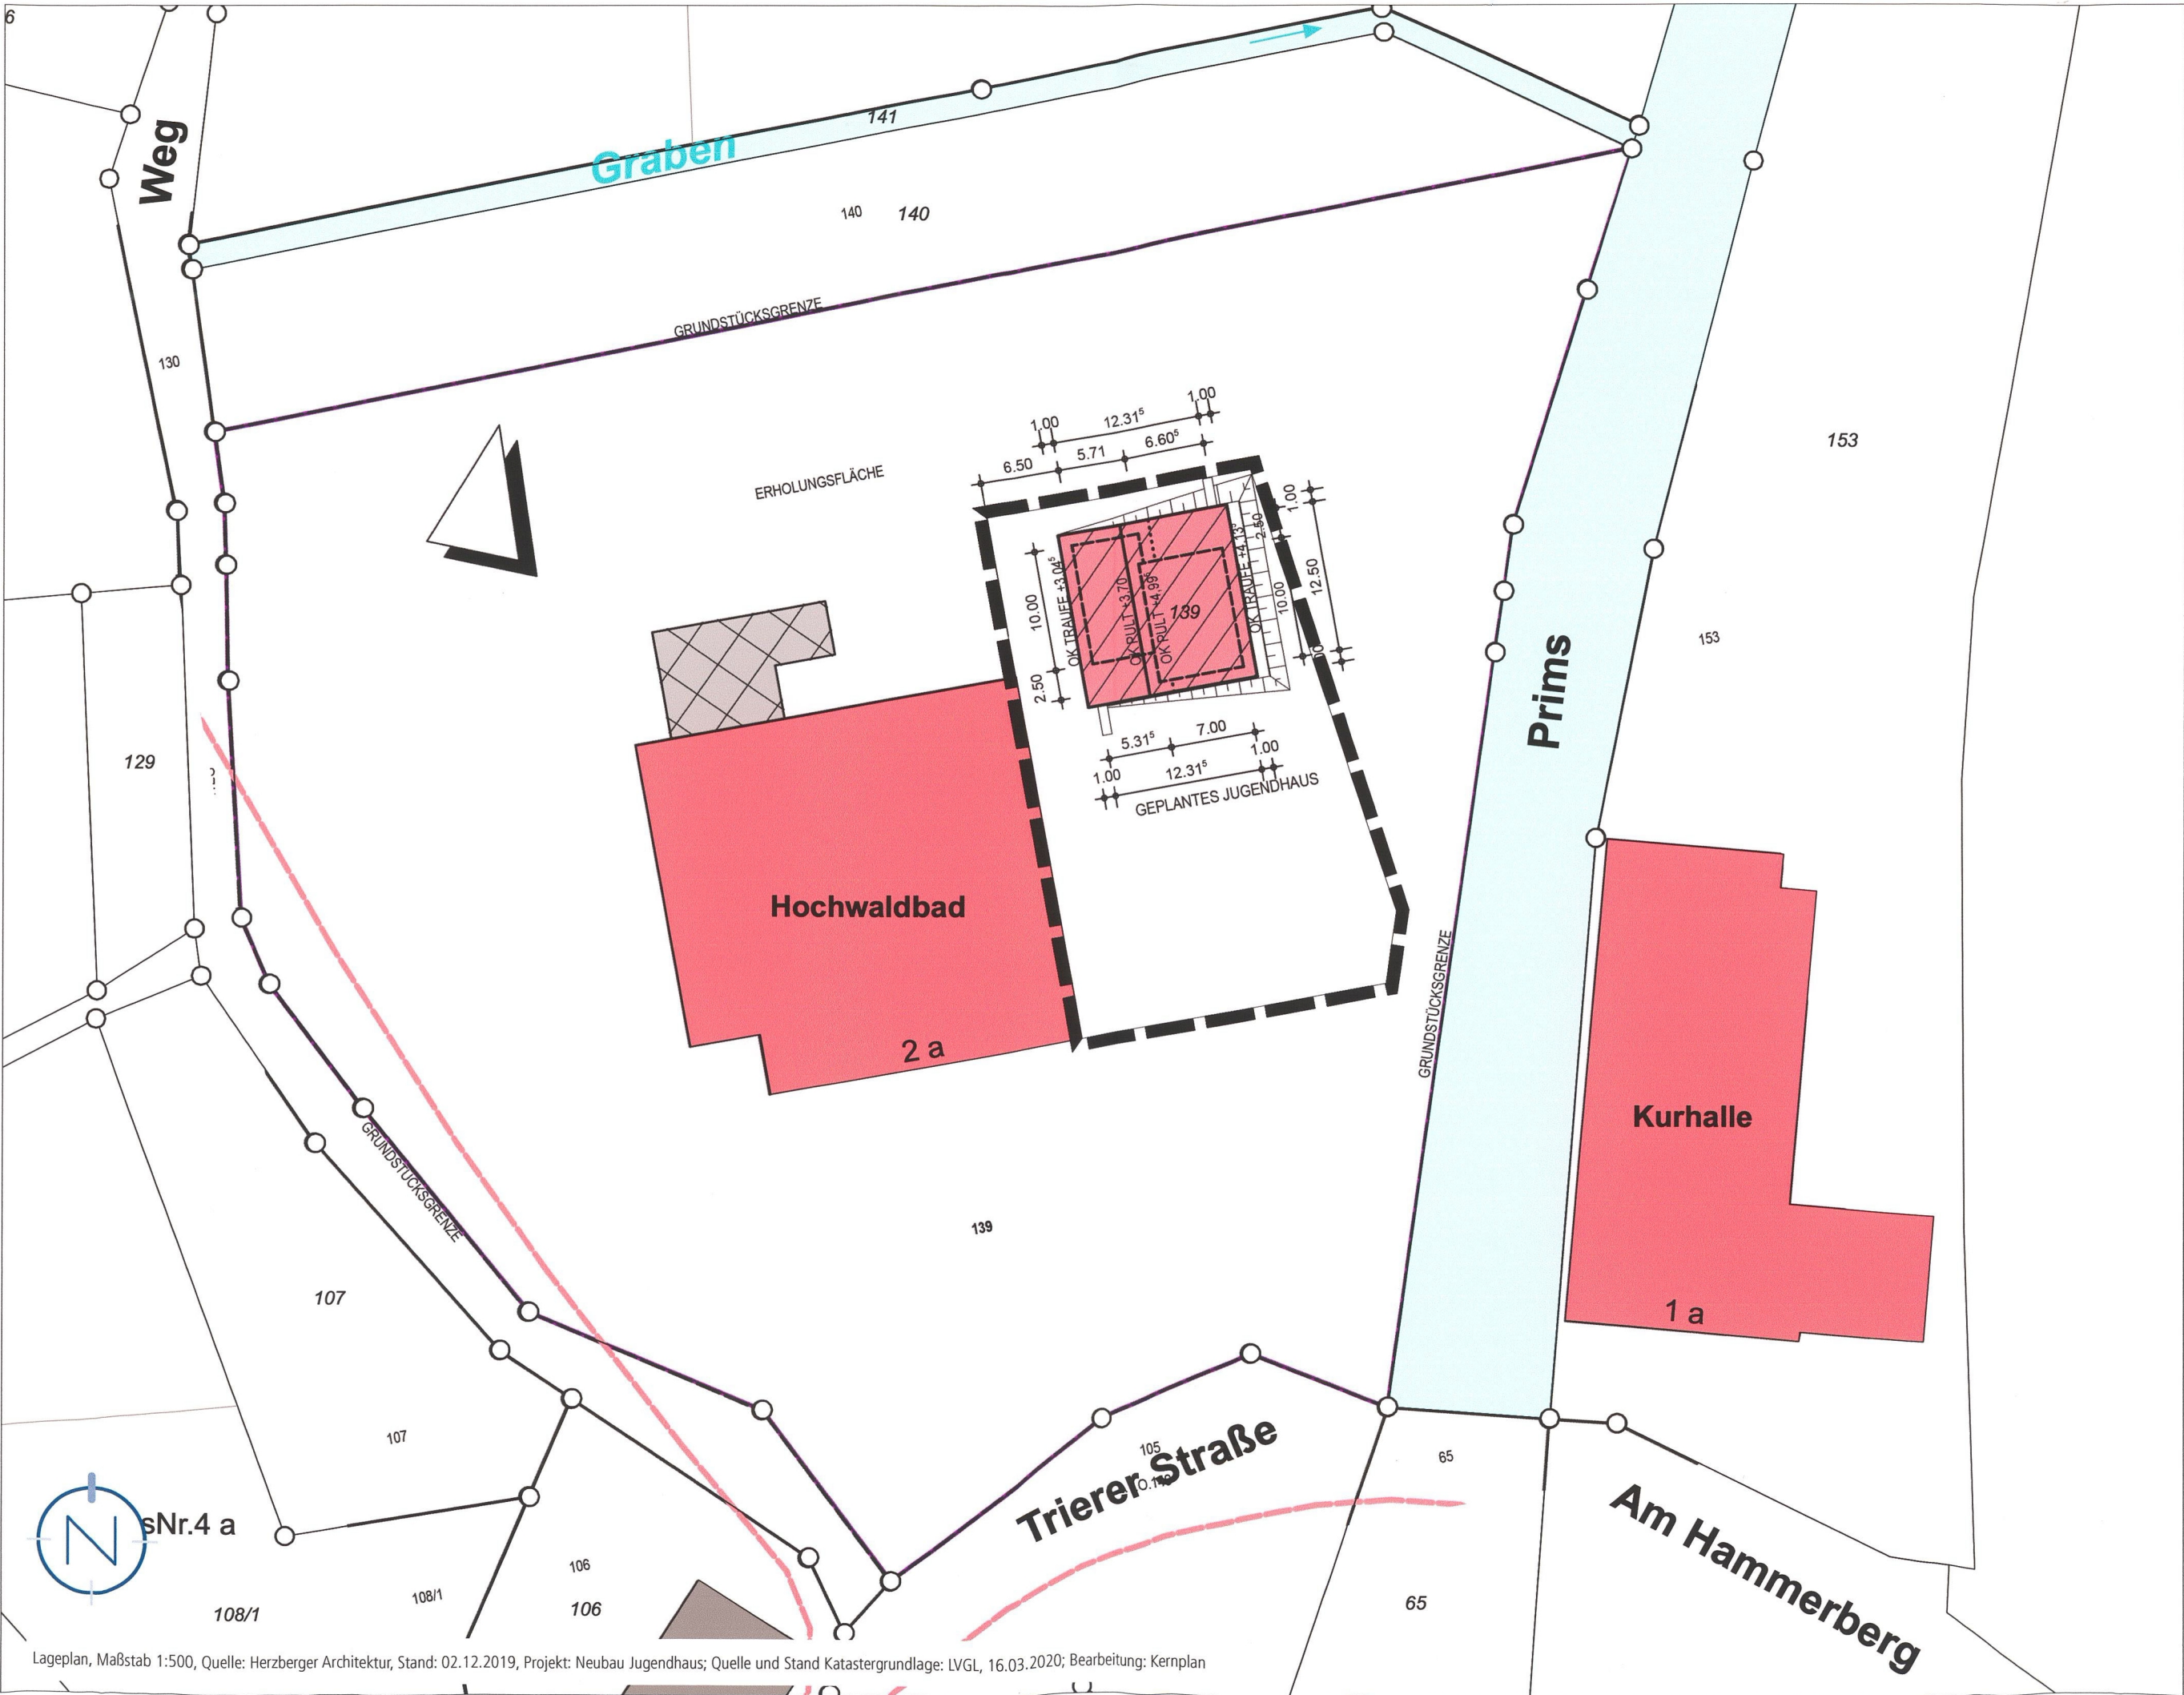 6
Weg
141
Graben
140
140
GRUNDSTÜCKSGRENZE
130
153
ERHOLUNGSFLÄCHE
1.00
12.31⁵
1.00
6.50
5.71
6.60⁵
1.00
2.50
12.50
10.00
10.00
2.50
OK TRAUFE +3.04⁵
OK PULT +3.70
OK PULT +4.99⁵
OK TRAUFE +4.13⁵
139
5.31⁵
7.00
1.00
12.31⁵
1.00
GEPLANTES JUGENDHAUS
Prims
153
129
Hochwaldbad
2 a
GRUNDSTÜCKSGRENZE
Kurhalle
1 a
GRUNDSTÜCKSGRENZE
139
107
107
105
Trierer Straße
65
65
Am Hammerberg
N
sNr.4 a
108/1
108/1
106
106
Lageplan, Maßstab 1:500, Quelle: Herzberger Architektur, Stand: 02.12.2019, Projekt: Neubau Jugendhaus; Quelle und Stand Katastergrundlage: LVGL, 16.03.2020; Bearbeitung: Kernplan